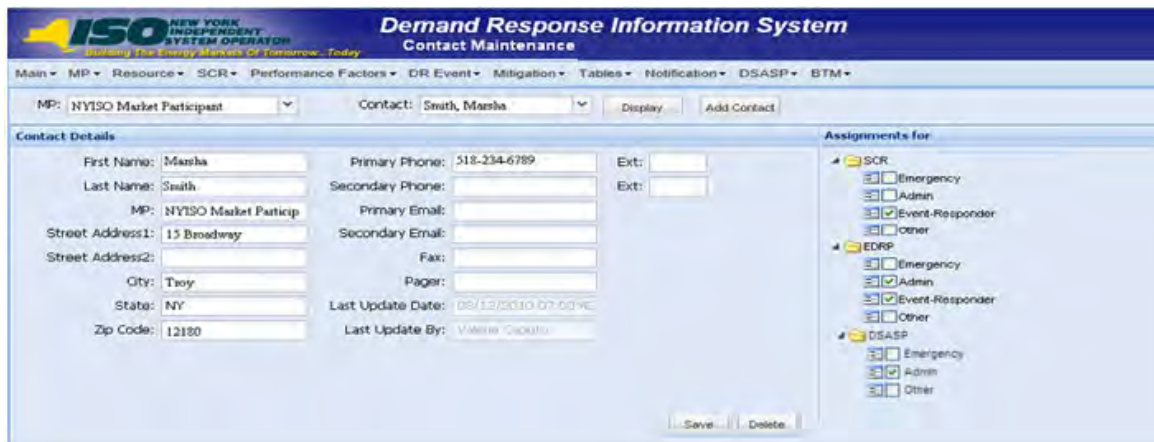 ISO NEW YORK INDEPENDENT SYSTEM OPERATOR
Building The Energy Markets Of Tomorrow...Today
Demand Response Information System
Contact Maintenance
Main MP Resource SCR Performance Factors DR Event Mitigation Tables Notification DSASP BTM
MP: NYISO Market Participant Contact: Smith, Marsha Display Add Contact
Contact Details
First Name: Marsha Primary Phone: 518-234-6789 Ext:
Last Name: Smith Secondary Phone: Ext:
MP: NYISO Market Particip Primary Email:
Street Address1: 15 Broadway Secondary Email:
Street Address2: Fax:
City: Troy Pager:
State: NY Last Update Date:
Zip Code: 12180 Last Update By:
Save Delete
Assignments for
SCR
Emergency
Admin
Event-Responder
Other
EDRP
Emergency
Admin
Event-Responder
Other
DSASP
Emergency
Admin
Other